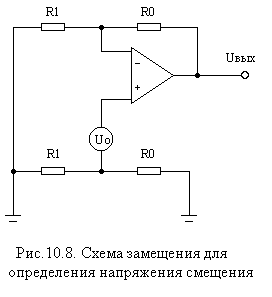 R1 R0
−
+
Uвых
Uo
R1 R0
Рис.10.8. Схема замещения для
определения напряжения смещения